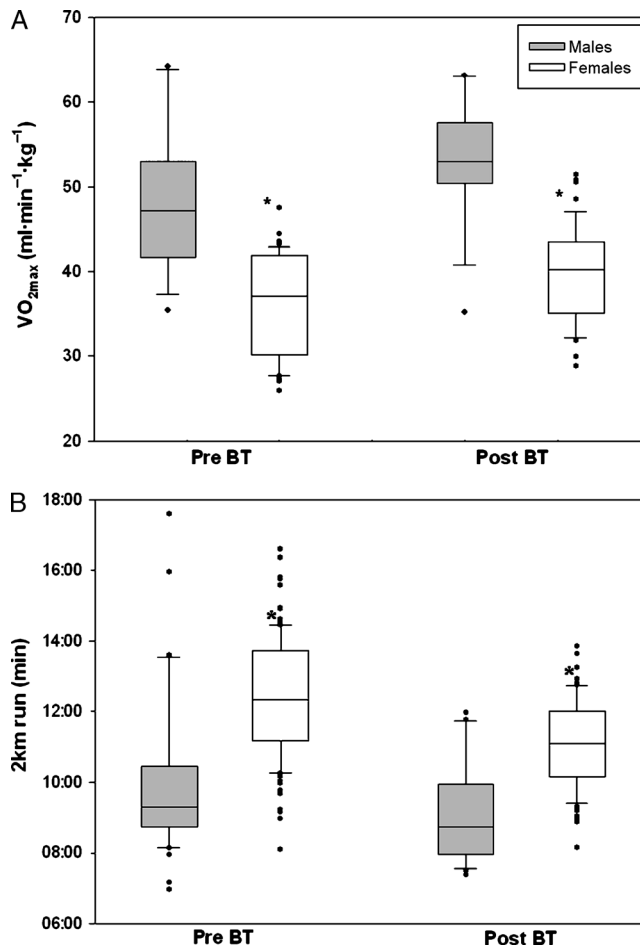 A
70
Males
Females
60
50
40
30
20
VO2max (ml·min−1·kg−1)
*
*
Pre BT
Post BT
B
18:00
16:00
14:00
12:00
10:00
08:00
06:00
2km run (min)
*
*
Pre BT
Post BT